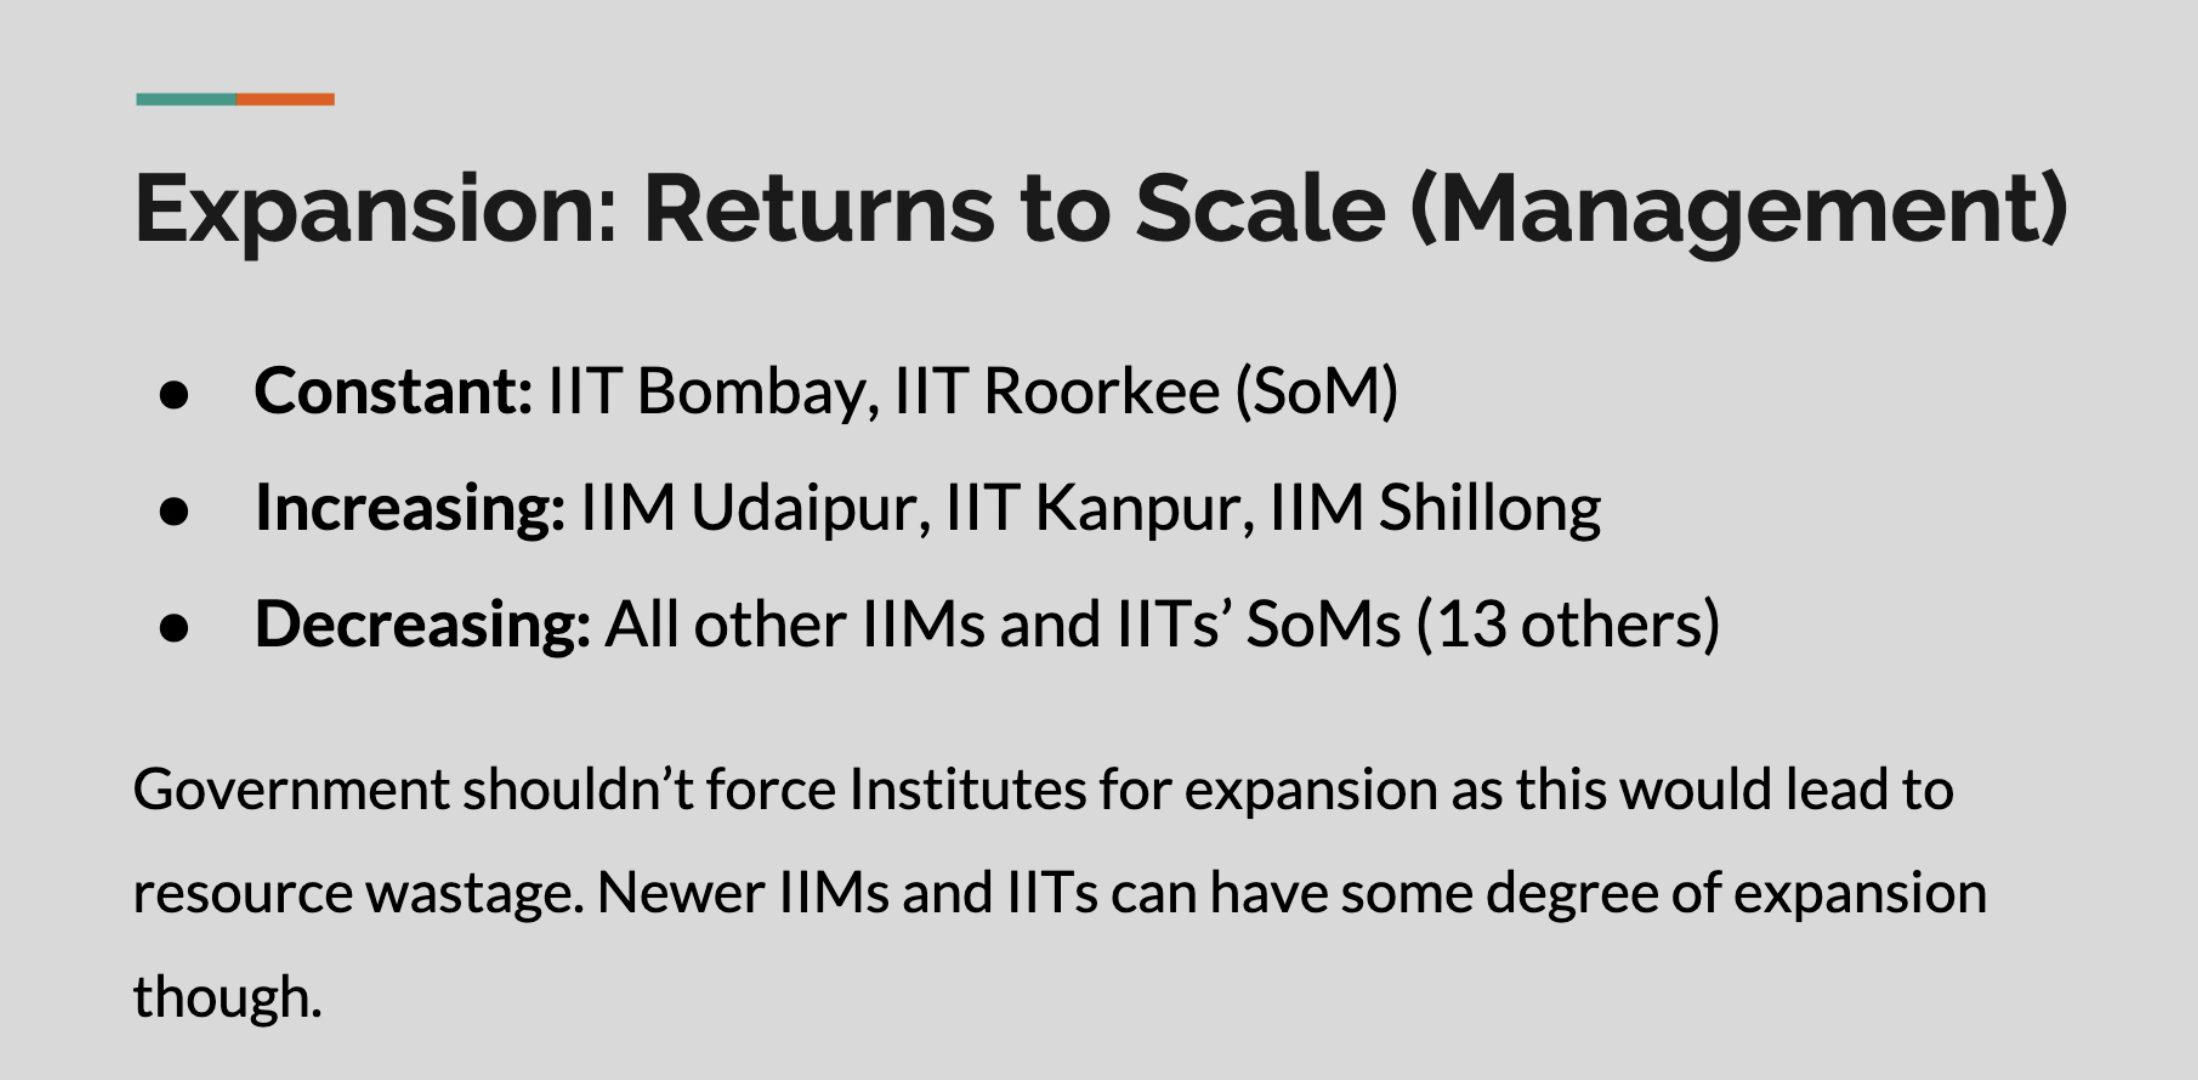 Expansion: Returns to Scale (Management)
● Constant: IIT Bombay, IIT Roorkee (SoM)
● Increasing: IIM Udaipur, IIT Kanpur, IIM Shillong
● Decreasing: All other IIMs and IITs’ SoMs (13 others)
Government shouldn’t force Institutes for expansion as this would lead to
resource wastage. Newer IIMs and IITs can have some degree of expansion
though.